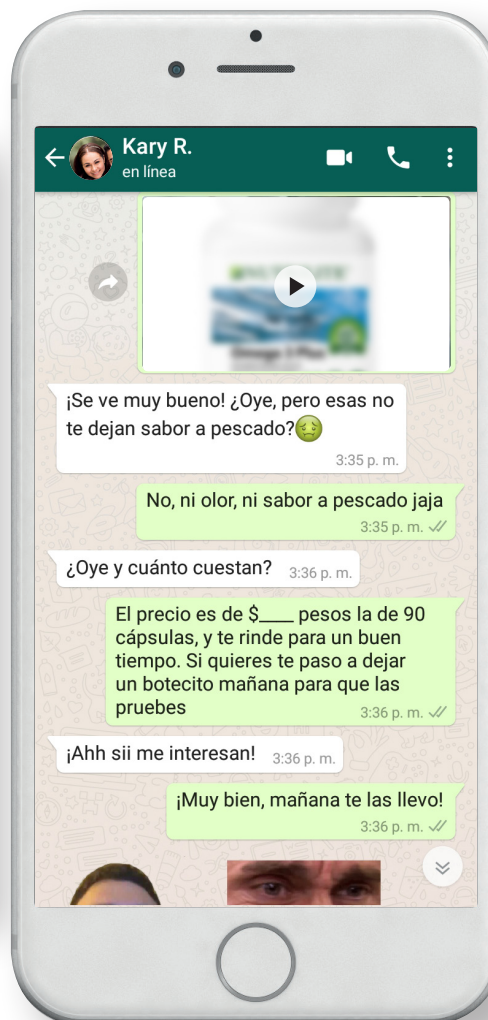 Kary R.
en línea
Omega 3 Plus
¡Se ve muy bueno! ¿Oye, pero esas no
te dejan sabor a pescado?🤢
3:35 p. m.
No, ni olor, ni sabor a pescado jaja
3:35 p. m.
¿Oye y cuánto cuestan? 3:36 p. m.
El precio es de $____ pesos la de 90
cápsulas, y te rinde para un buen
tiempo. Si quieres te paso a dejar
un botecito mañana para que las
pruebes
3:36 p. m.
¡Ahh sii me interesan! 3:36 p. m.
¡Muy bien, mañana te las llevo!
3:36 p. m.